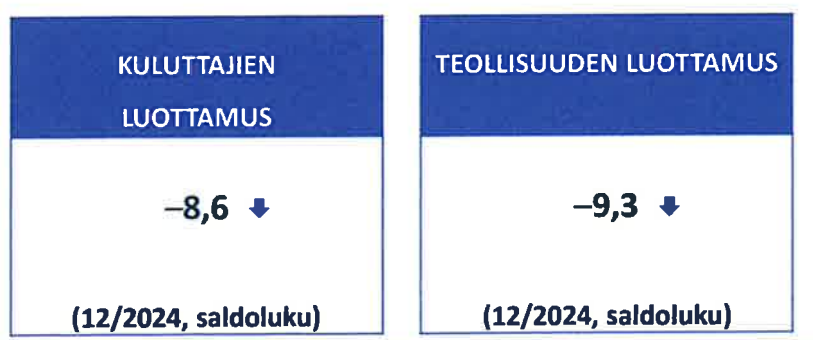 KULUTTAJIEN
LUOTTAMUS
–8,6
(12/2024, saldoluku)
TEOLLISUUDEN LUOTTAMUS
–9,3
(12/2024, saldoluku)